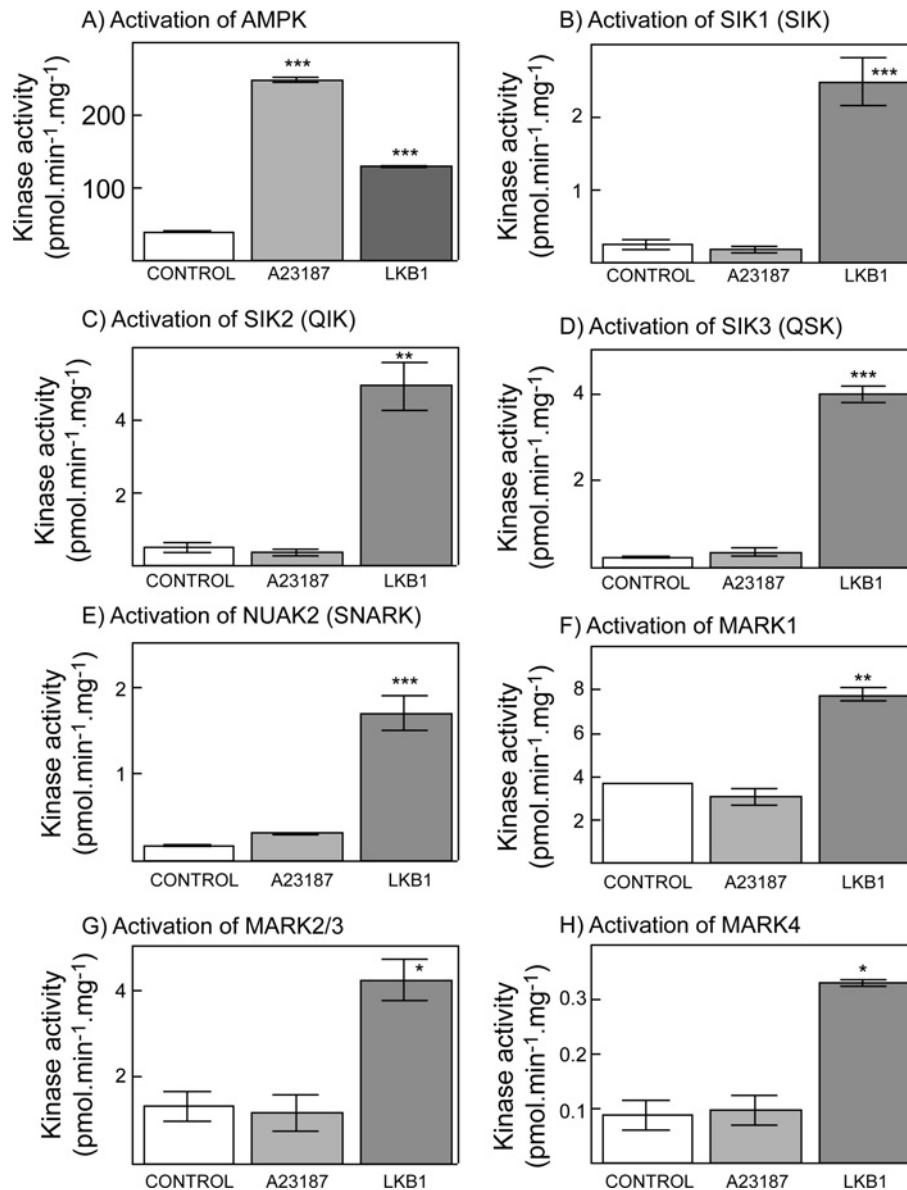 A) Activation of AMPK
Kinase activity
(pmol.min⁻¹.mg⁻¹)
200
100
***
***
CONTROL A23187 LKB1
B) Activation of SIK1 (SIK)
Kinase activity
(pmol.min⁻¹.mg⁻¹)
2
1
***
CONTROL A23187 LKB1
C) Activation of SIK2 (QIK)
Kinase activity
(pmol.min⁻¹.mg⁻¹)
4
2
**
CONTROL A23187 LKB1
D) Activation of SIK3 (QSK)
Kinase activity
(pmol.min⁻¹.mg⁻¹)
4
2
***
CONTROL A23187 LKB1
E) Activation of NUAK2 (SNARK)
Kinase activity
(pmol.min⁻¹.mg⁻¹)
2
1
***
CONTROL A23187 LKB1
F) Activation of MARK1
Kinase activity
(pmol.min⁻¹.mg⁻¹)
8
6
4
2
**
CONTROL A23187 LKB1
G) Activation of MARK2/3
Kinase activity
(pmol.min⁻¹.mg⁻¹)
4
2
*
CONTROL A23187 LKB1
H) Activation of MARK4
Kinase activity
(pmol.min⁻¹.mg⁻¹)
0.3
0.2
0.1
*
CONTROL A23187 LKB1